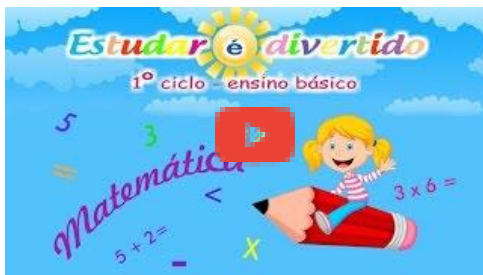 Estudar é divertido
1º ciclo - ensino básico
5
3
=
Matemática
<
3 x 6 =
5 + 2 =
-
x